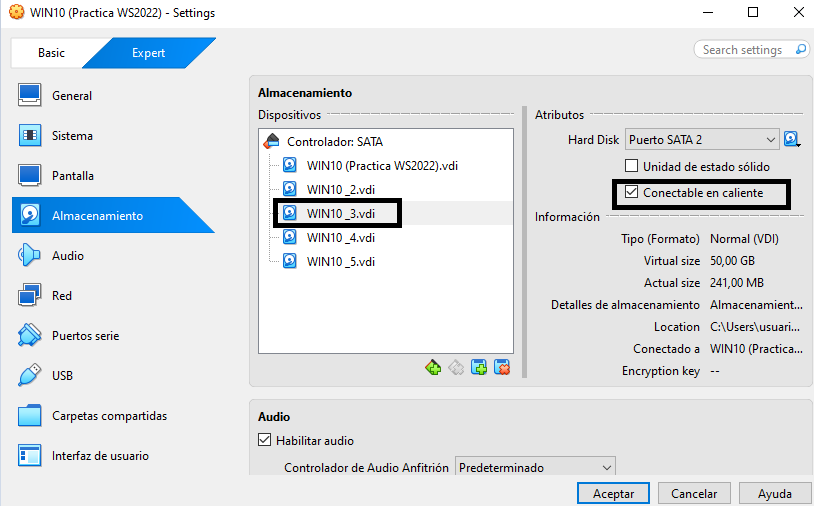 WIN10 (Practica WS2022) - Settings
Basic
Expert
Search settings
General
Sistema
Pantalla
Almacenamiento
Audio
Red
Puertos serie
USB
Carpetas compartidas
Interfaz de usuario
Almacenamiento
Dispositivos
Controlador: SATA
WIN10 (Practica WS2022).vdi
WIN10 _2.vdi
WIN10 _3.vdi
WIN10 _4.vdi
WIN10 _5.vdi
Atributos
Hard Disk Puerto SATA 2
Unidad de estado sólido
Conectable en caliente
Información
Tipo (Formato) Normal (VDI)
Virtual size 50,00 GB
Actual size 241,00 MB
Detalles de almacenamiento Almacenamient...
Location C:\Users\usuari...
Conectado a WIN10 (Practica...
Encryption key --
Audio
Habilitar audio
Controlador de Audio Anfitrión Predeterminado
Aceptar
Cancelar
Ayuda